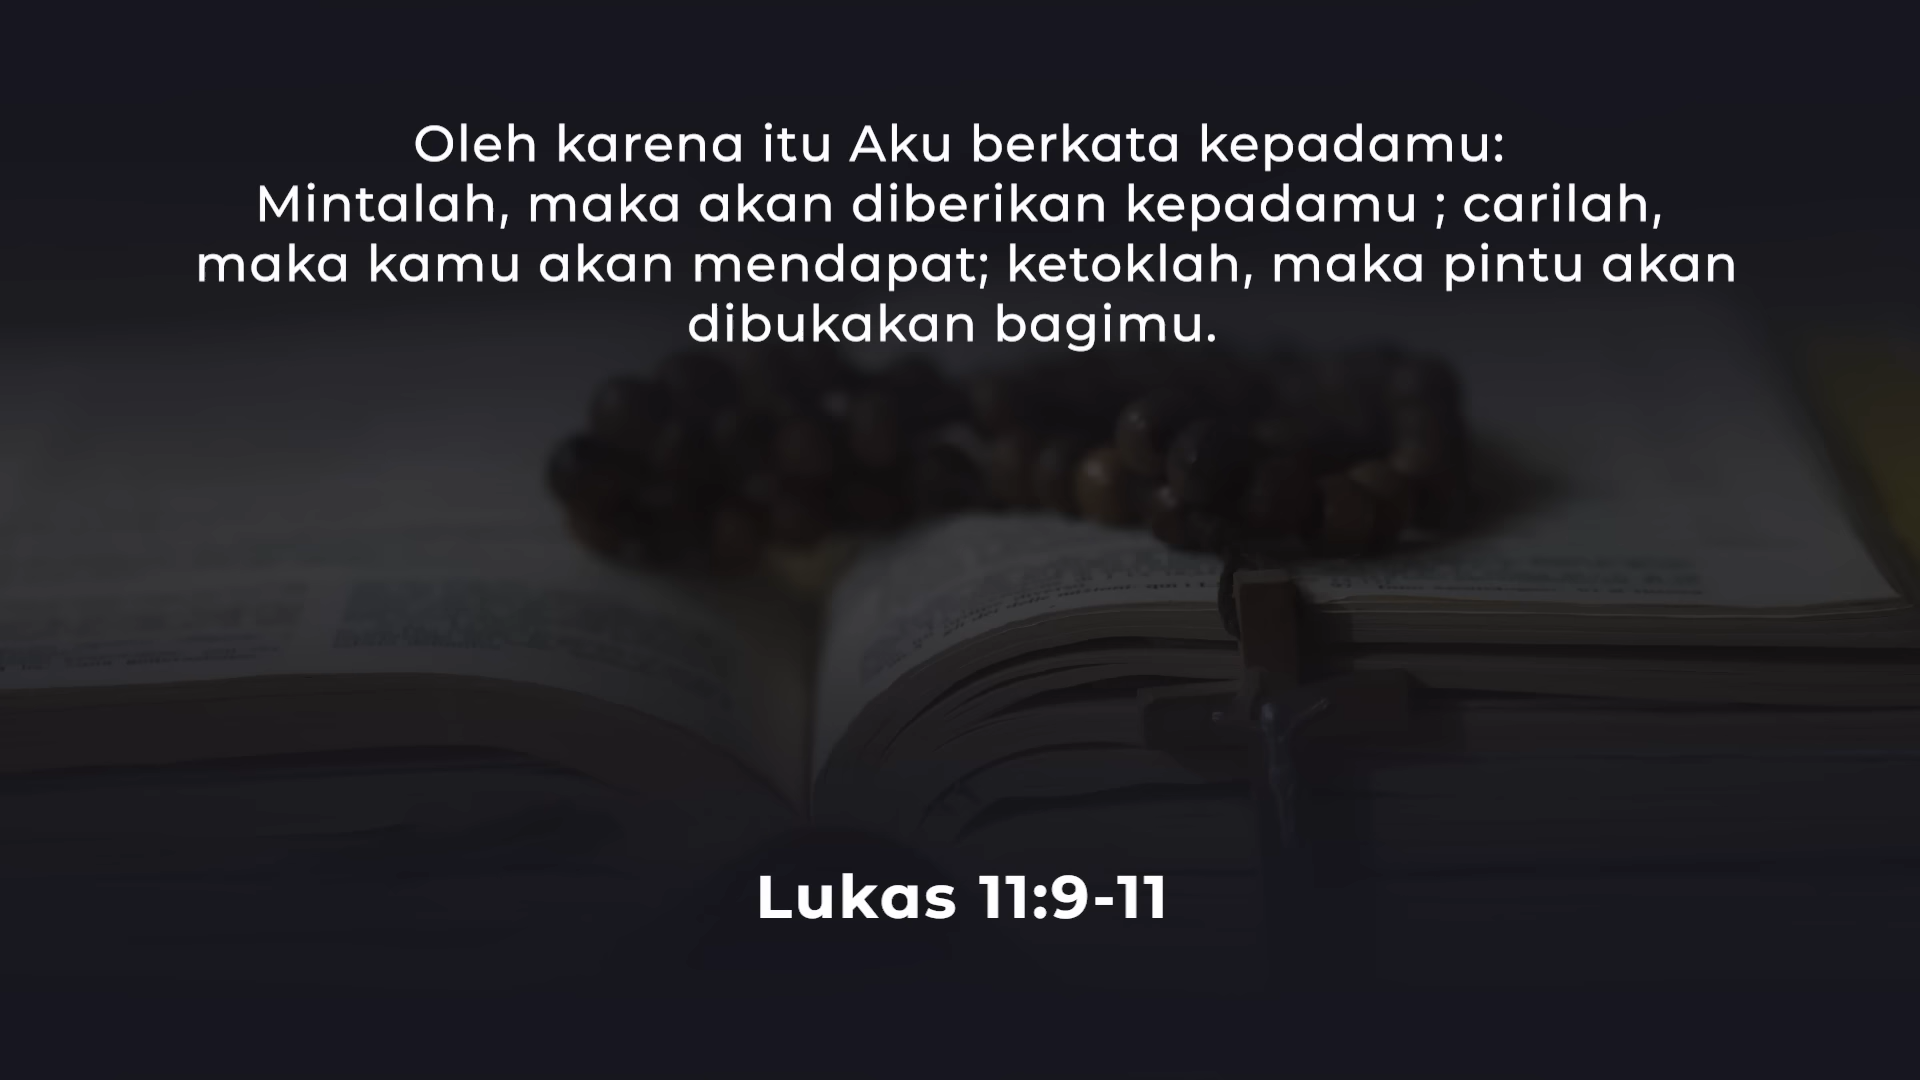 Oleh karena itu Aku berkata kepadamu:
Mintalah, maka akan diberikan kepadamu ; carilah,
maka kamu akan mendapat; ketoklah, maka pintu akan
dibukakan bagimu.
Lukas 11:9-11